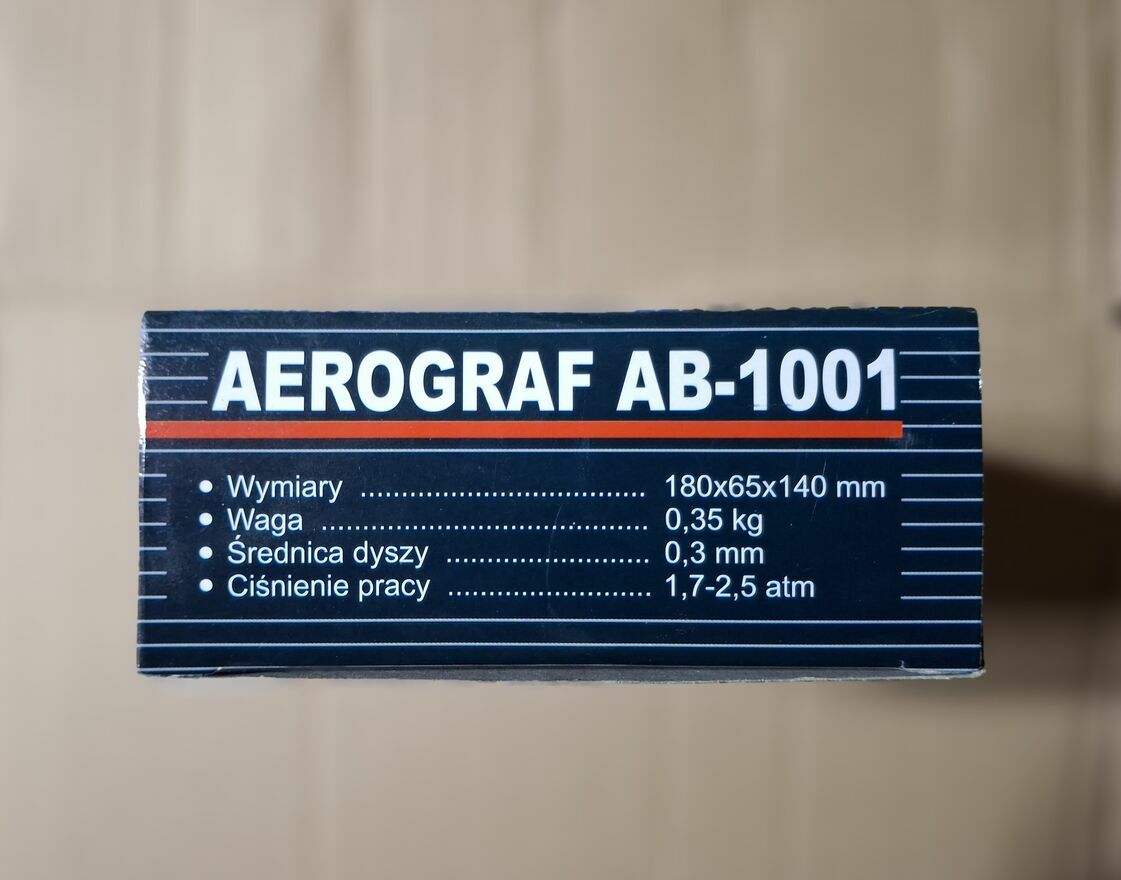 AEROGRAF AB-1001
• Wymiary .................................. 180x65x140 mm
• Waga ....................................... 0,35 kg
• Średnica dyszy ........................ 0,3 mm
• Ciśnienie pracy ........................ 1,7-2,5 atm